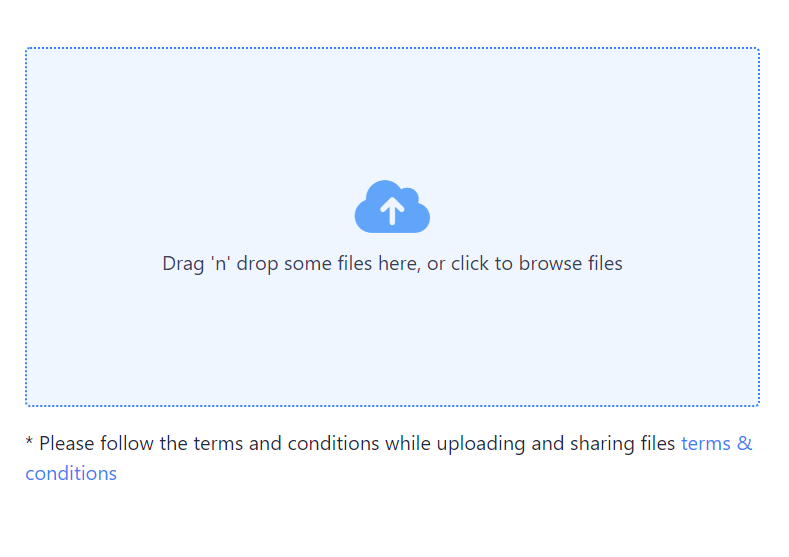 Drag 'n' drop some files here, or click to browse files
* Please follow the terms and conditions while uploading and sharing files terms &
conditions